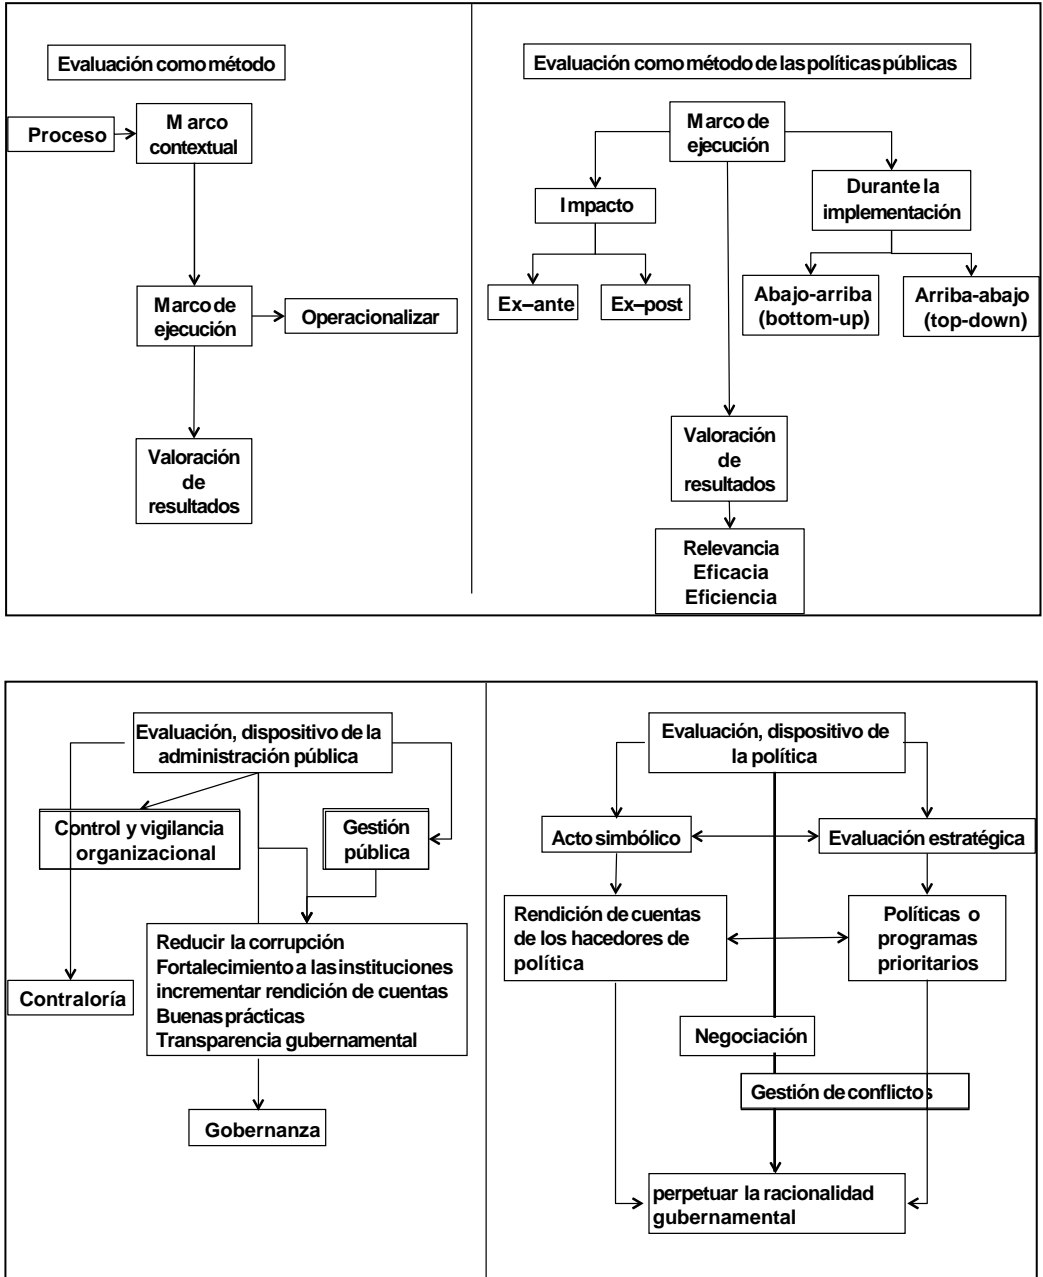 Evaluación como método
Proceso
Marco
contextual
Marco de
ejecución
Operacionalizar
Valoración
de
resultados
Evaluación como método de las políticas públicas
Marco de
ejecución
Impacto
Durante la
implementación
Ex–ante
Ex–post
Abajo-arriba
(bottom-up)
Arriba-abajo
(top-down)
Valoración
de
resultados
Relevancia
Eficacia
Eficiencia
Evaluación, dispositivo de la
administración pública
Control y vigilancia
organizacional
Gestión
pública
Contraloría
Reducir la corrupción
Fortalecimiento a las instituciones
incrementar rendición de cuentas
Buenas prácticas
Transparencia gubernamental
Gobernanza
Evaluación, dispositivo de
la política
Acto simbólico
Evaluación estratégica
Rendición de cuentas
de los hacedores de
política
Políticas o
programas
prioritarios
Negociación
Gestión de conflictos
perpetuar la racionalidad
gubernamental